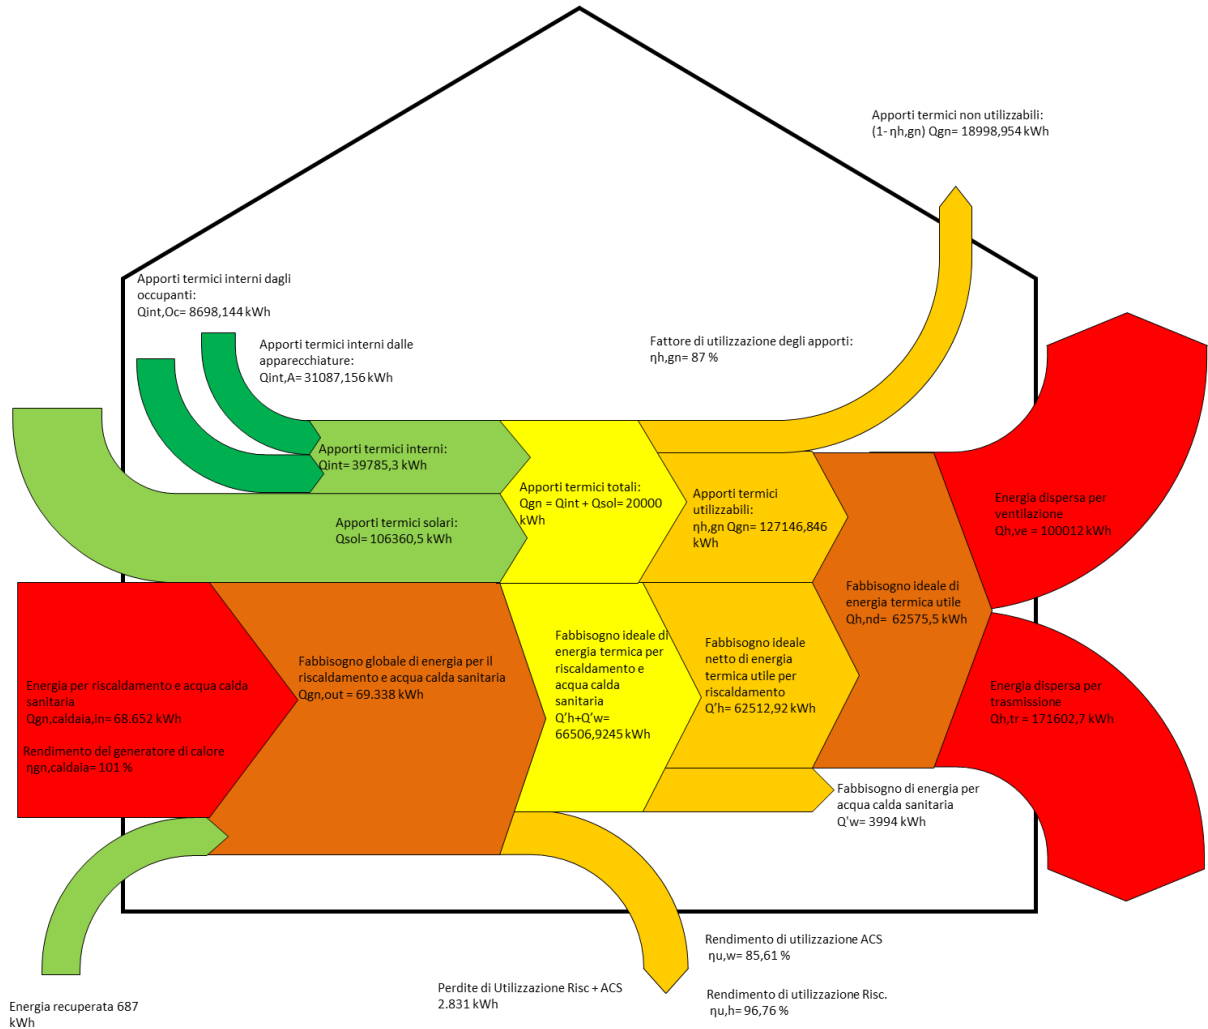 Apporti termici non utilizzabili:
(1- ηh,gn) Qgn= 18998,954 kWh
Apporti termici interni dagli
occupanti:
Qint,Oc= 8698,144 kWh
Apporti termici interni dalle
apparecchiature:
Qint,A= 31087,156 kWh
Fattore di utilizzazione degli apporti:
ηh,gn= 87 %
Apporti termici interni:
Qint= 39785,3 kWh
Apporti termici solari:
Qsol= 106360,5 kWh
Apporti termici totali:
Qgn = Qint + Qsol= 20000
kWh
Apporti termici
utilizzabili:
ηh,gn Qgn= 127146,846
kWh
Energia dispersa per
ventilazione
Qh,ve = 100012 kWh
Fabbisogno ideale di
energia termica utile
Qh,nd= 62575,5 kWh
Energia per riscaldamento e acqua calda
sanitaria
Qgn,caldaia,in= 68.652 kWh
Rendimento del generatore di calore
ηgn,caldaia= 101 %
Fabbisogno globale di energia per il
riscaldamento e acqua calda sanitaria
Qgn,out = 69.338 kWh
Fabbisogno ideale di
energia termica per
riscaldamento e
acqua calda
sanitaria
Q'h+Q'w=
66506,9245 kWh
Fabbisogno ideale
netto di energia
termica utile per
riscaldamento
Q'h= 62512,92 kWh
Energia dispersa per
trasmissione
Qh,tr = 171602,7 kWh
Fabbisogno di energia per
acqua calda sanitaria
Q'w= 3994 kWh
Rendimento di utilizzazione ACS
ηu,w= 85,61 %
Perdite di Utilizzazione Risc + ACS
2.831 kWh
Rendimento di utilizzazione Risc.
ηu,h= 96,76 %
Energia recuperata 687
kWh